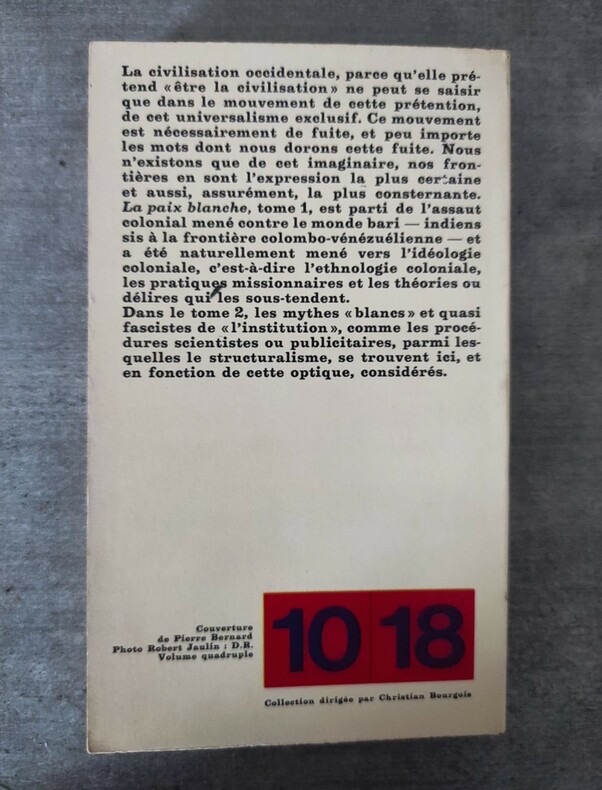 La civilisation occidentale, parce qu'elle pré-
tend «être la civilisation» ne peut se saisir
que dans le mouvement de cette prétention,
de cet universalisme exclusif. Ce mouvement
est nécessairement de fuite, et peu importe
les mots dont nous dorons cette fuite. Nous
n'existons que de cet imaginaire, nos fron-
tières en sont l'expression la plus certaine
et aussi, assurément, la plus consternante.
La paix blanche, tome 1, est parti de l'assaut
colonial mené contre le monde bari — indiens
sis à la frontière colombo-vénézuélienne — et
a été naturellement mené vers l'idéologie
coloniale, c'est-à-dire l'ethnologie coloniale,
les pratiques missionnaires et les théories ou
délires qui les sous-tendent.
Dans le tome 2, les mythes «blancs» et quasi
fascistes de «l'institution», comme les procé-
dures scientistes ou publicitaires, parmi les-
quelles le structuralisme, se trouvent ici, et
en fonction de cette optique, considérés.
Couverture
de Pierre Bernard
Photo Robert Jaulin : D.R.
Volume quadruple
10 18
Collection dirigée par Christian Bourgois